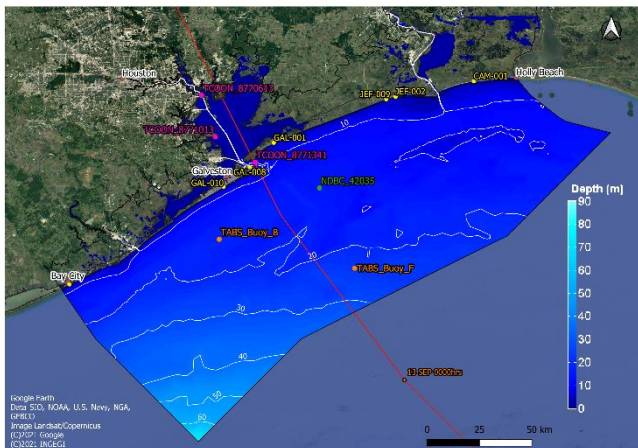 Houston
TCOON_8770613
CAM-001
Holly Beach
JEF-009
JEF-002
TCOON_8771013
GAL-001
10
TCOON_8771341
GAL-008
Galveston
GAL-010
NDBC_42035
Depth [m]
90
80
70
60
50
40
30
20
10
0
TABS_Buoy_B
20
TABS_Buoy_F
Bay City
30
40
50
60
13 SEP 0000hrs
Google Earth
Data SIO, NOAA, U.S. Navy, NGA,
GEBCO
Image Landsat/Copernicus
(C)2021 Google
(C)2021 INEGI
0
25
50 km